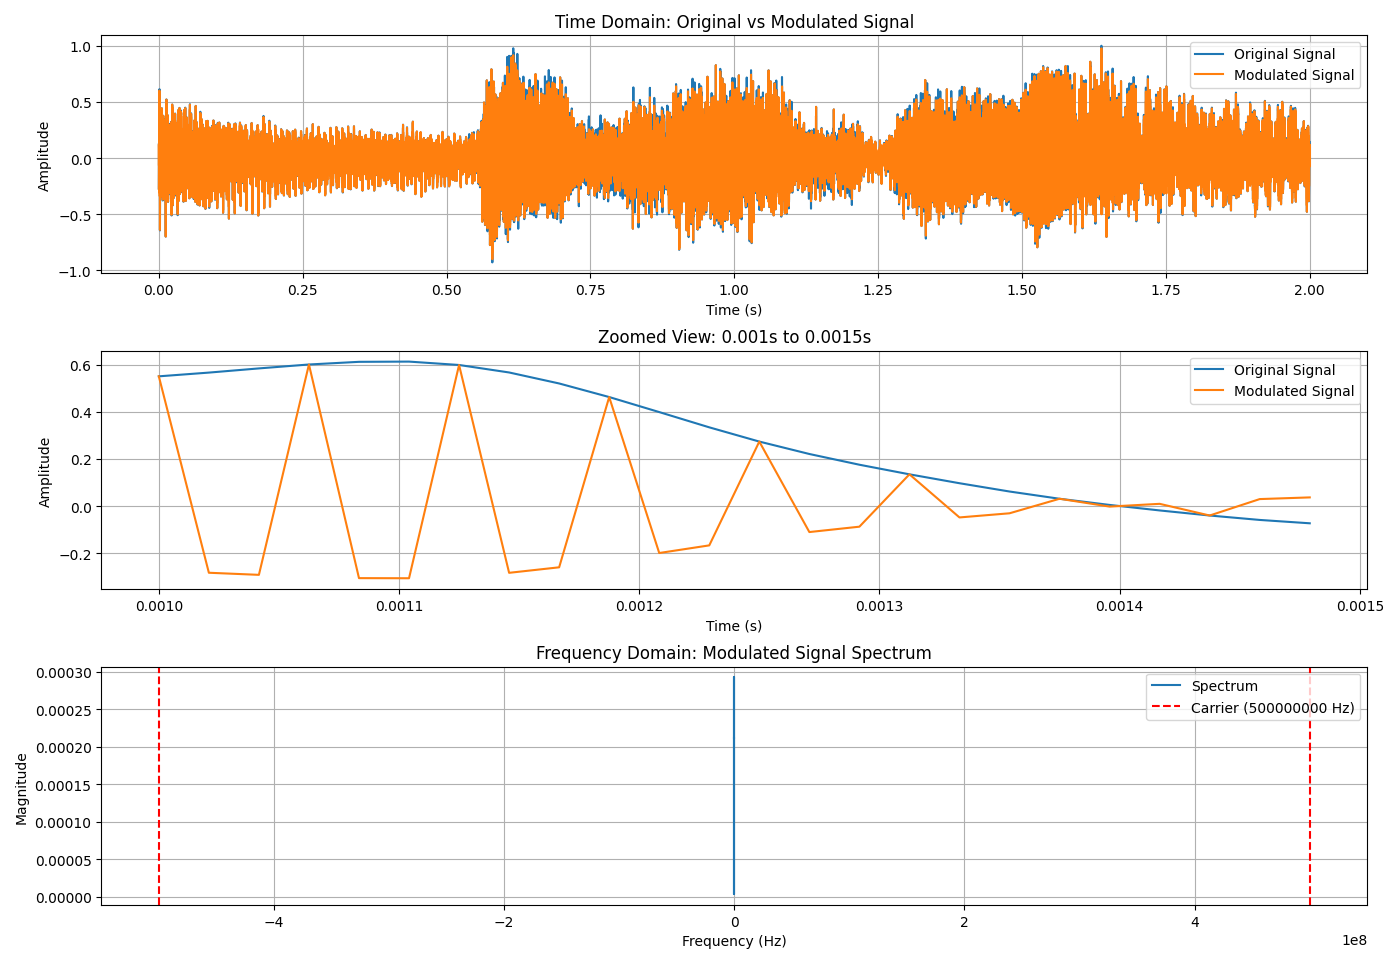 Time Domain: Original vs Modulated Signal
1.0
0.5
0.0
−0.5
−1.0
Amplitude
Original Signal
Modulated Signal
0.00 0.25 0.50 0.75 1.00 1.25 1.50 1.75 2.00
Time (s)
Zoomed View: 0.001s to 0.0015s
0.6
0.4
0.2
0.0
−0.2
Amplitude
Original Signal
Modulated Signal
0.0010 0.0011 0.0012 0.0013 0.0014 0.0015
Time (s)
Frequency Domain: Modulated Signal Spectrum
0.00030
0.00025
0.00020
0.00015
0.00010
0.00005
0.00000
Magnitude
Spectrum
Carrier (500000000 Hz)
−4 −2 0 2 4
1e8
Frequency (Hz)